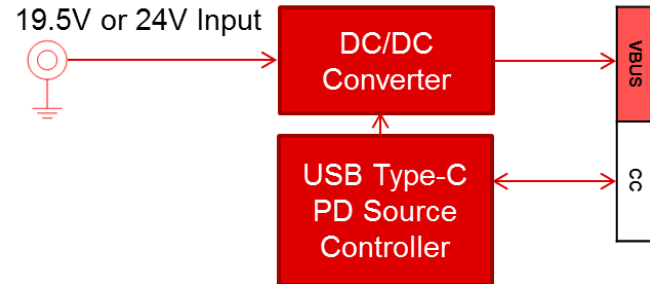 19.5V or 24V Input
DC/DC
Converter
VBUS
USB Type-C
PD Source
Controller
CC